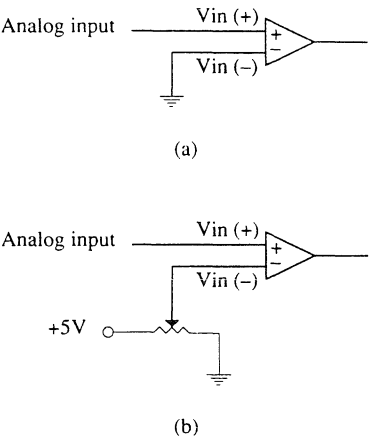 Vin (+)
Analog input
+
−
Vin (−)
(a)
Vin (+)
Analog input
+
−
Vin (−)
+5V
(b)